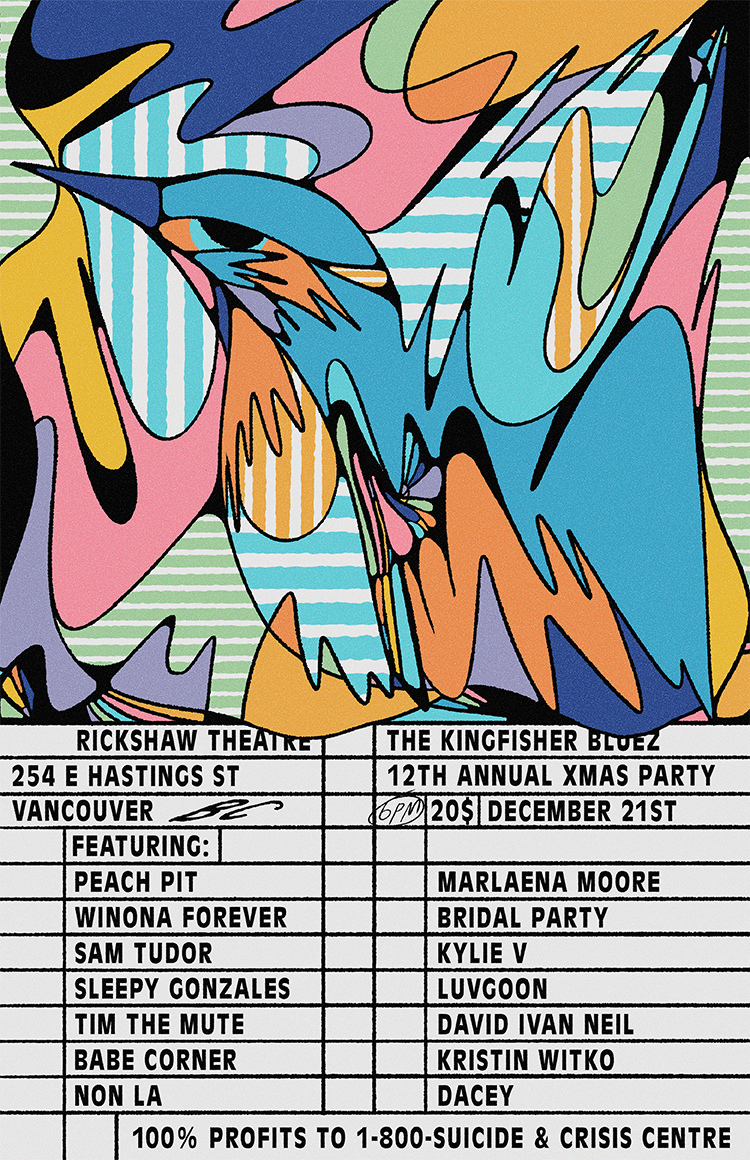 RICKSHAW THEATRE
THE KINGFISHER BLUEZ
254 E HASTINGS ST
12TH ANNUAL XMAS PARTY
VANCOUVER BC
6PM 20$ DECEMBER 21ST
FEATURING:
PEACH PIT
MARLAENA MOORE
WINONA FOREVER
BRIDAL PARTY
SAM TUDOR
KYLIE V
SLEEPY GONZALES
LUVGOON
TIM THE MUTE
DAVID IVAN NEIL
BABE CORNER
KRISTIN WITKO
NON LA
DACEY
100% PROFITS TO 1-800-SUICIDE & CRISIS CENTRE